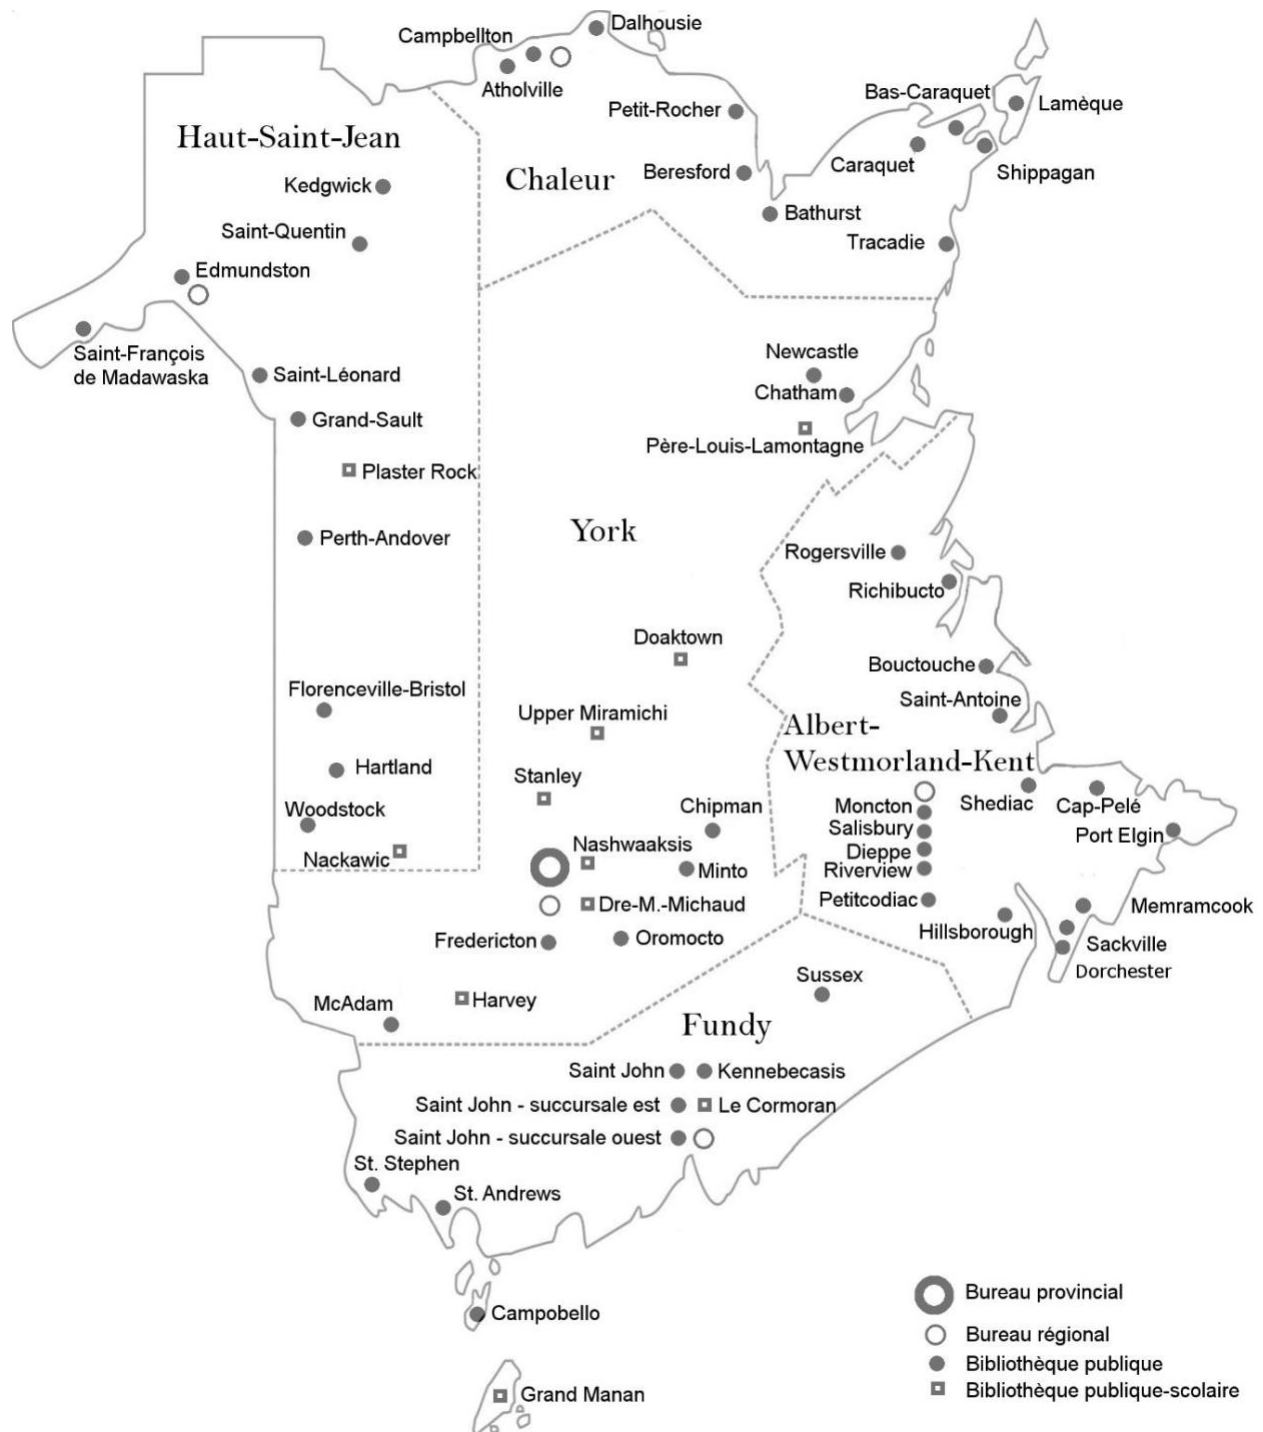 Dalhousie
Campbellton
Atholville
Bas-Caraquet
Lamèque
Petit-Rocher
Haut-Saint-Jean
Caraquet
Shippagan
Beresford
Chaleur
Kedgwick
Bathurst
Saint-Quentin
Tracadie
Edmundston
Saint-François
de Madawaska
Newcastle
Saint-Léonard
Chatham
Grand-Sault
Père-Louis-Lamontagne
Plaster Rock
York
Perth-Andover
Rogersville
Richibucto
Doaktown
Bouctouche
Florenceville-Bristol
Saint-Antoine
Upper Miramichi
Albert-
Westmorland-Kent
Hartland
Stanley
Shediac
Cap-Pelé
Woodstock
Chipman
Moncton
Salisbury
Port Elgin
Nashwaaksis
Dieppe
Nackawic
Minto
Riverview
Petitcodiac
Dre-M.-Michaud
Memramcook
Hillsborough
Fredericton
Oromocto
Sackville
Dorchester
Sussex
McAdam
Harvey
Fundy
Saint John
Kennebecasis
Saint John - succursale est
Le Cormoran
Saint John - succursale ouest
St. Stephen
St. Andrews
Campobello
Grand Manan
Bureau provincial
Bureau régional
Bibliothèque publique
Bibliothèque publique-scolaire